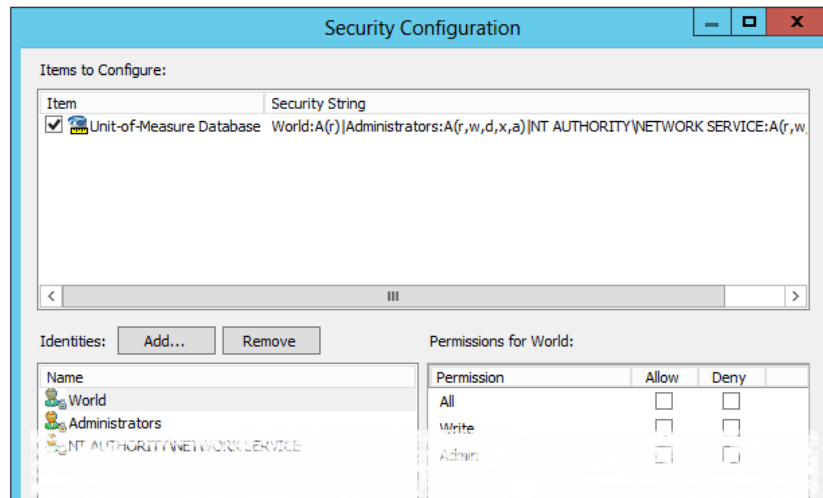 Security Configuration
Items to Configure:
Item Security String
Unit-of-Measure Database World:A(r)|Administrators:A(r,w,d,x,a)|NT AUTHORITY\NETWORK SERVICE:A(r,w,
Identities: Add... Remove Permissions for World:
Name Permission Allow Deny
World All
Administrators Write
NT AUTHORITY\NETWORK SERVICE Admin